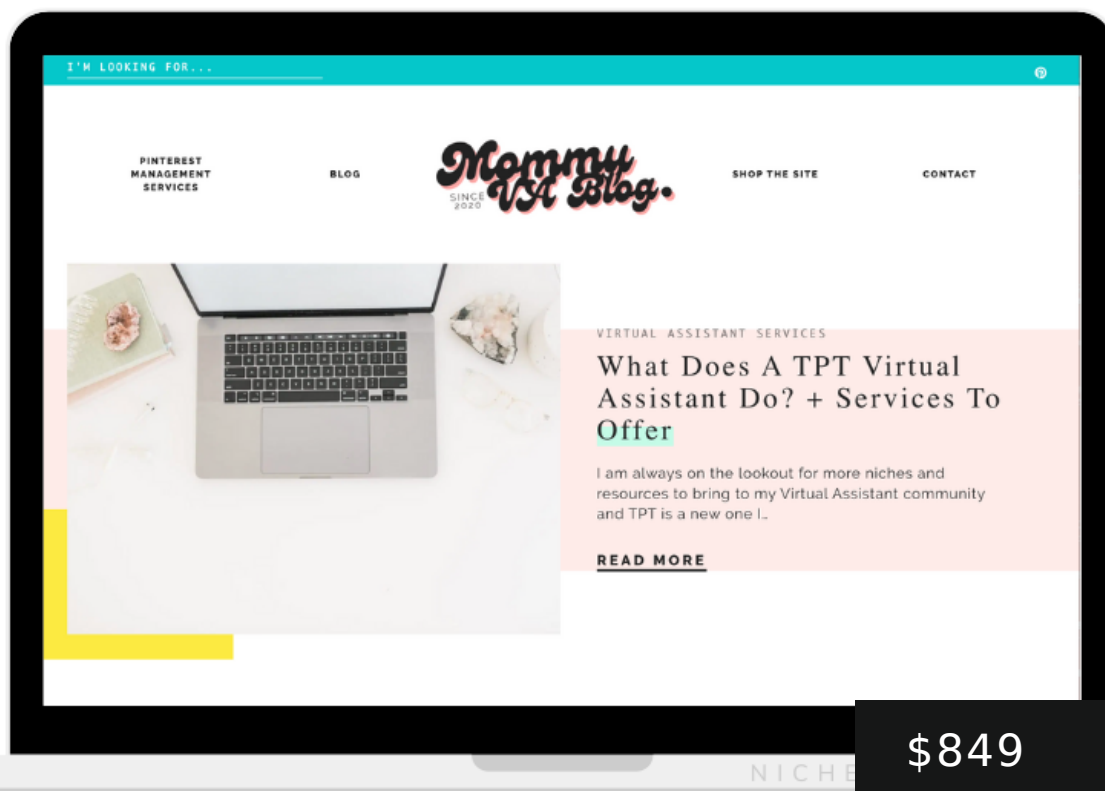 I'M LOOKING FOR...
PINTEREST
MANAGEMENT
SERVICES
BLOG
Mommy
VA Blog.
SINCE
2020
SHOP THE SITE
CONTACT
VIRTUAL ASSISTANT SERVICES
What Does A TPT Virtual
Assistant Do? + Services To
Offer
I am always on the lookout for more niches and
resources to bring to my Virtual Assistant community
and TPT is a new one I…
READ MORE
NICHE
$849